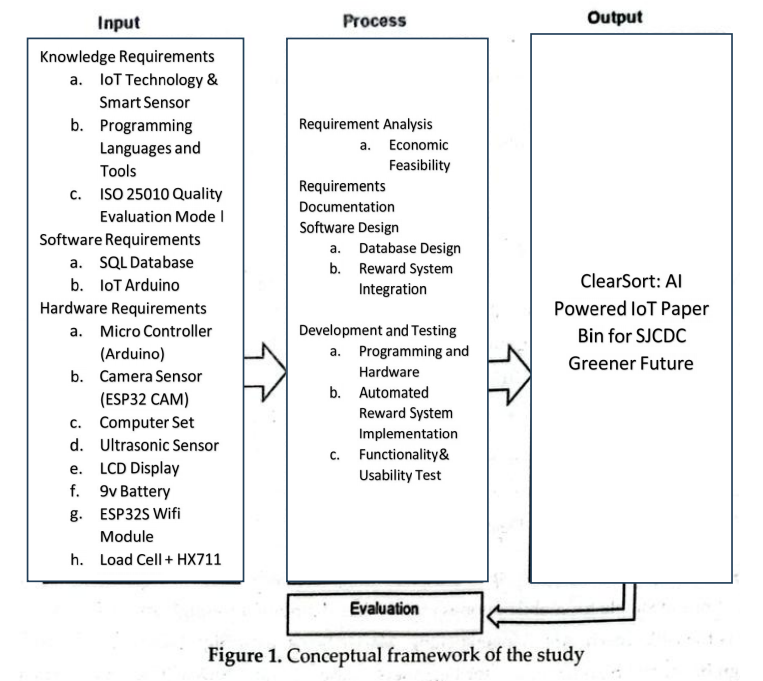 Input
Knowledge Requirements
a. IoT Technology &
Smart Sensor
b. Programming
Languages and
Tools
c. ISO 25010 Quality
Evaluation Mode l
Software Requirements
a. SQL Database
b. IoT Arduino
Hardware Requirements
a. Micro Controller
(Arduino)
b. Camera Sensor
(ESP32 CAM)
c. Computer Set
d. Ultrasonic Sensor
e. LCD Display
f. 9v Battery
g. ESP32S Wifi
Module
h. Load Cell + HX711
Process
Requirement Analysis
a. Economic
Feasibility
Requirements
Documentation
Software Design
a. Database Design
b. Reward System
Integration
Development and Testing
a. Programming and
Hardware
b. Automated
Reward System
Implementation
c. Functionality&
Usability Test
Output
ClearSort: AI
Powered IoT Paper
Bin for SJCDC
Greener Future
Evaluation
Figure 1. Conceptual framework of the study